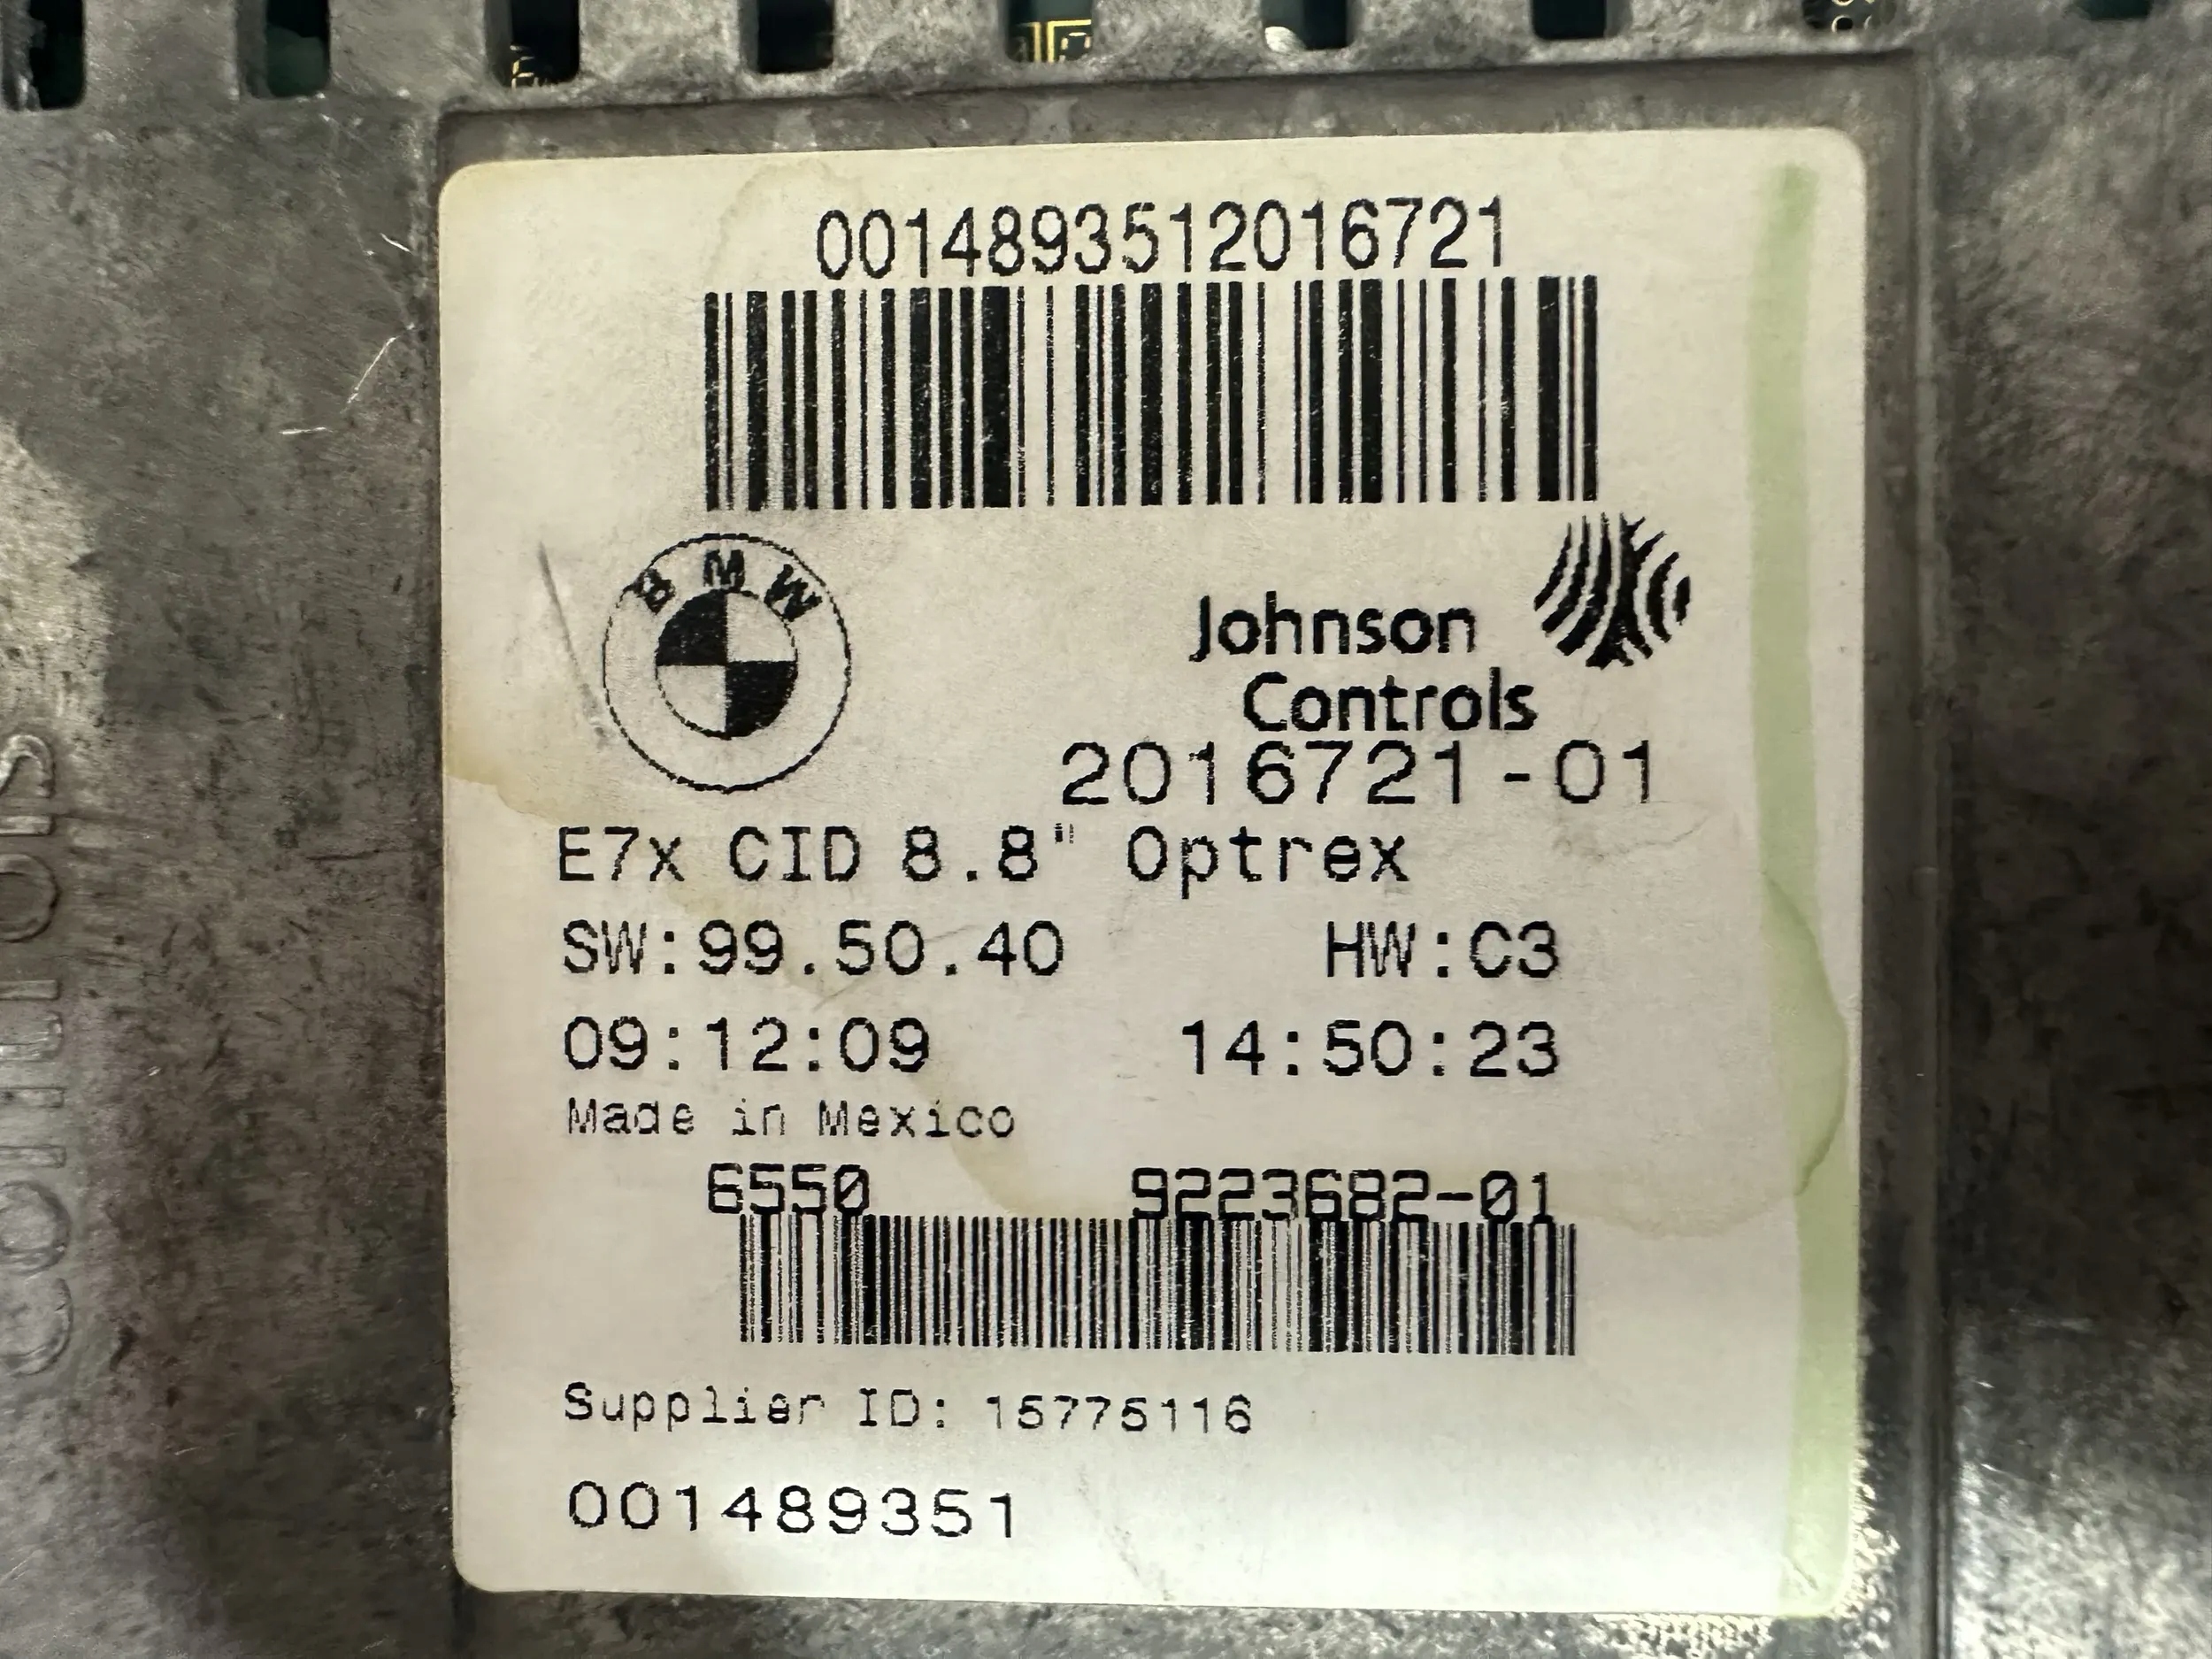 0014893512016721
BMW
Johnson
Controls
2016721-01
E7x CID 8.8" Optrex
SW:99.50.40 HW:C3
09:12:09 14:50:23
Made in Mexico
6550 9223682-01
Supplier ID: 15775116
001489351